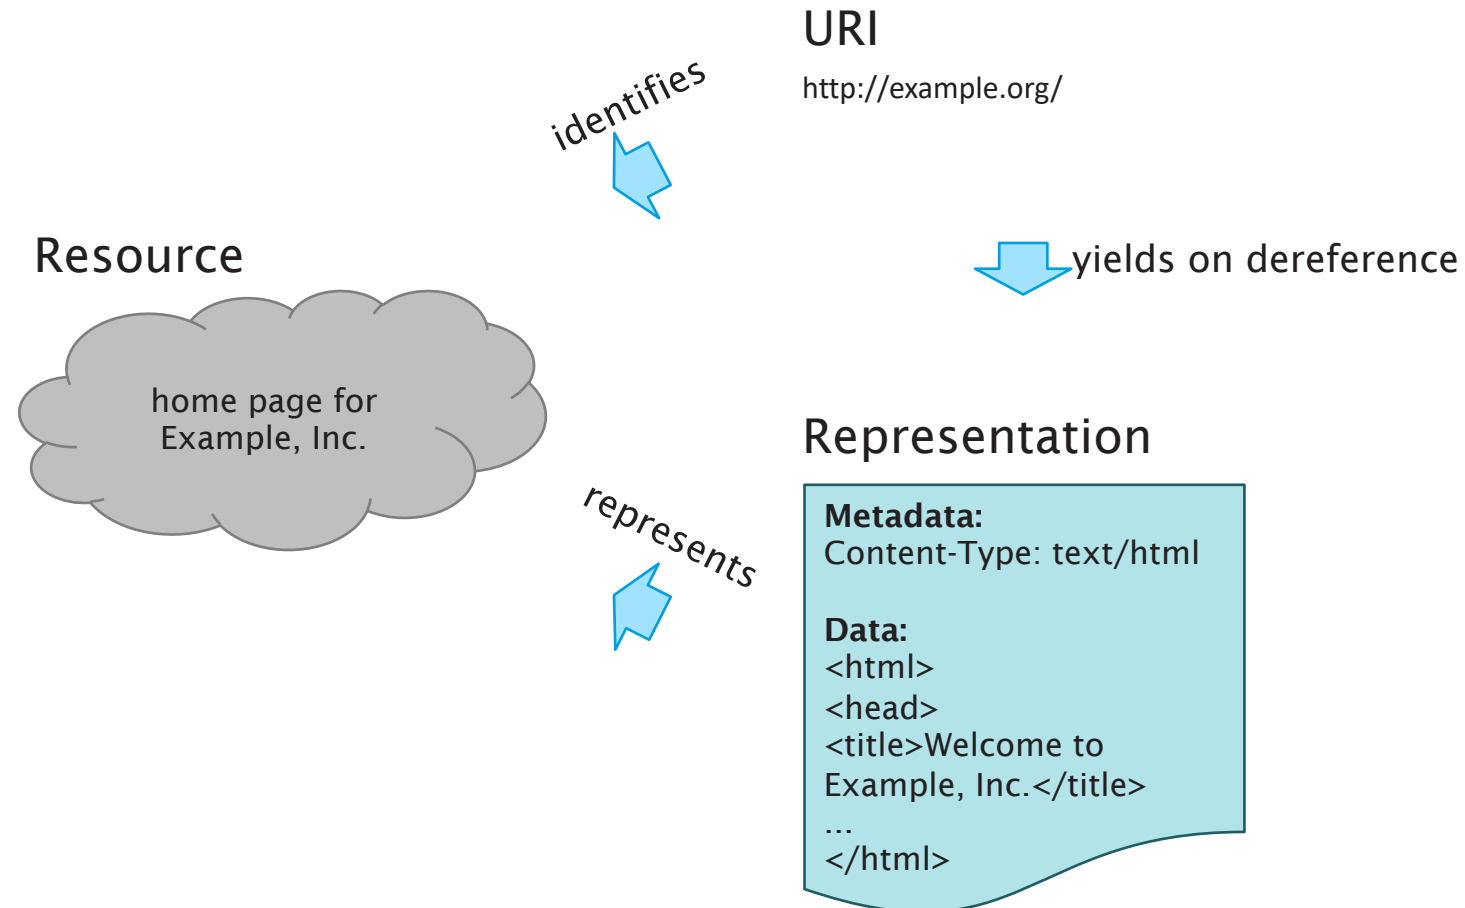 URI
http://example.org/
identifies
Resource
yields on dereference
home page for
Example, Inc.
Representation
represents
Metadata:
Content-Type: text/html
Data:
<html>
<head>
<title>Welcome to
Example, Inc.</title>
...
</html>